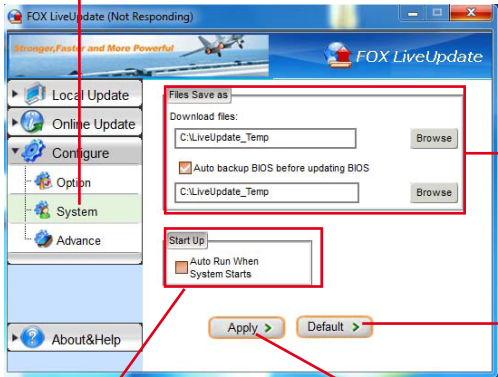 FOX LiveUpdate (Not Responding)
Stronger,Faster and More Powerful
FOX LiveUpdate
Local Update
Online Update
Configure
Option
System
Advance
About&Help
Files Save as
Download files:
C:\LiveUpdate_Temp
Browse
Auto backup BIOS before updating BIOS
C:\LiveUpdate_Temp
Browse
Start Up
Auto Run When
System Starts
Apply
Default